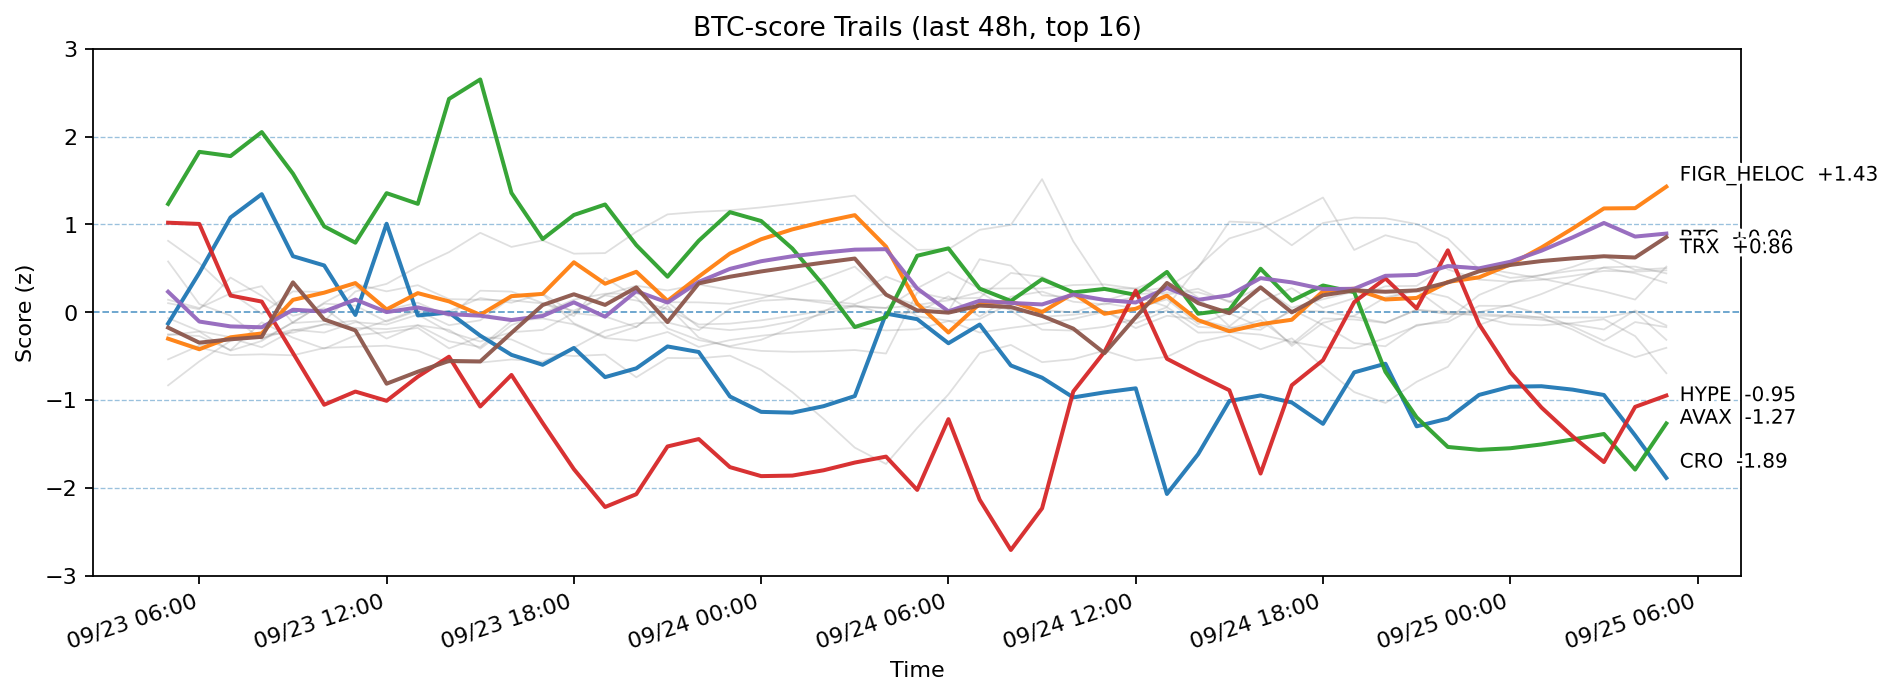 BTC-score Trails (last 48h, top 16)
Score (z)
3
2
1
0
−1
−2
−3
FIGR_HELOC +1.43
TRX +0.86
HYPE -0.95
AVAX -1.27
CRO -1.89
09/23 06:00
09/23 12:00
09/23 18:00
09/24 00:00
09/24 06:00
09/24 12:00
09/24 18:00
09/25 00:00
09/25 06:00
Time